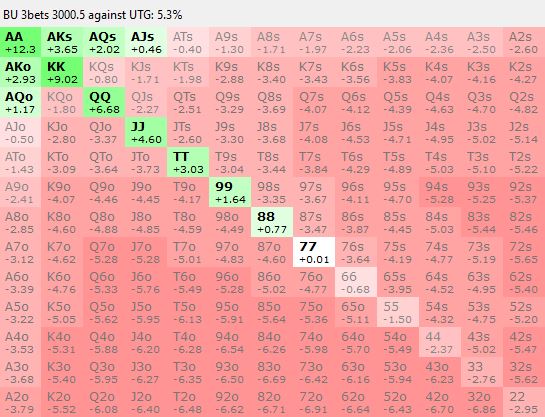 BU 3bets 3000.5 against UTG: 5.3%
AA AKs AQs AJs ATs A9s A8s A7s A6s A5s A4s A3s A2s
+12.3 +3.65 +2.02 +0.46 -0.40 -1.30 -1.71 -1.97 -2.23 -2.06 -2.36 -2.50 -2.60
AKo KK KQs KJs KTs K9s K8s K7s K6s K5s K4s K3s K2s
+2.93 +9.02 -0.80 -1.71 -1.98 -2.88 -3.40 -3.43 -3.56 -3.83 -4.07 -4.16 -4.27
AQo KQo QQ QJs QTs Q9s Q8s Q7s Q6s Q5s Q4s Q3s Q2s
+1.17 -1.80 +6.68 -2.27 -2.51 -3.29 -3.69 -4.07 -4.12 -4.39 -4.63 -4.70 -4.82
AJo KJo QJo JJ JTs J9s J8s J7s J6s J5s J4s J3s J2s
-0.50 -2.80 -3.37 +4.60 -2.60 -3.30 -3.68 -4.08 -4.53 -4.71 -4.95 -5.02 -5.14
ATo KTo QTo JTo TT T9s T8s T7s T6s T5s T4s T3s T2s
-1.43 -3.09 -3.64 -3.73 +3.03 -3.04 -3.44 -3.84 -4.29 -4.89 -5.03 -5.10 -5.22
A9o K9o Q9o J9o T9o 99 98s 97s 96s 95s 94s 93s 92s
-2.41 -4.07 -4.46 -4.45 -4.17 +1.64 -3.35 -3.67 -4.11 -4.70 -5.28 -5.25 -5.37
A8o K8o Q8o J8o T8o 98o 88 87s 86s 85s 84s 83s 82s
-2.85 -4.60 -4.88 -4.85 -4.59 -4.49 +0.77 -3.47 -3.87 -4.45 -5.03 -5.44 -5.46
A7o K7o Q7o J7o T7o 97o 87o 77 76s 75s 74s 73s 72s
-3.12 -4.62 -5.28 -5.28 -5.01 -4.83 -4.60 +0.01 -3.64 -4.19 -4.77 -5.19 -5.65
A6o K6o Q6o J6o T6o 96o 86o 76o 66 65s 64s 63s 62s
-3.39 -4.76 -5.33 -5.76 -5.49 -5.28 -5.02 -4.77 -0.68 -3.95 -4.52 -4.95 -5.40
A5o K5o Q5o J5o T5o 95o 85o 75o 65o 55 54s 53s 52s
-3.22 -5.05 -5.62 -5.95 -6.13 -5.91 -5.64 -5.36 -5.11 -1.50 -4.32 -4.75 -5.20
A4o K4o Q4o J4o T4o 94o 84o 74o 64o 54o 44 43s 42s
-3.53 -5.31 -5.88 -6.20 -6.28 -6.54 -6.26 -5.98 -5.70 -5.49 -2.37 -5.02 -5.47
A3o K3o Q3o J3o T3o 93o 83o 73o 63o 53o 43o 33 32s
-3.68 -5.40 -5.95 -6.27 -6.35 -6.50 -6.69 -6.42 -6.16 -5.94 -6.23 -2.76 -5.62
A2o K2o Q2o J2o T2o 92o 82o 72o 62o 52o 42o 32o 22
-3.79 -5.52 -6.08 -6.40 -6.48 -6.62 -6.71 -6.91 -6.64 -6.43 -6.70 -6.88 -2.95